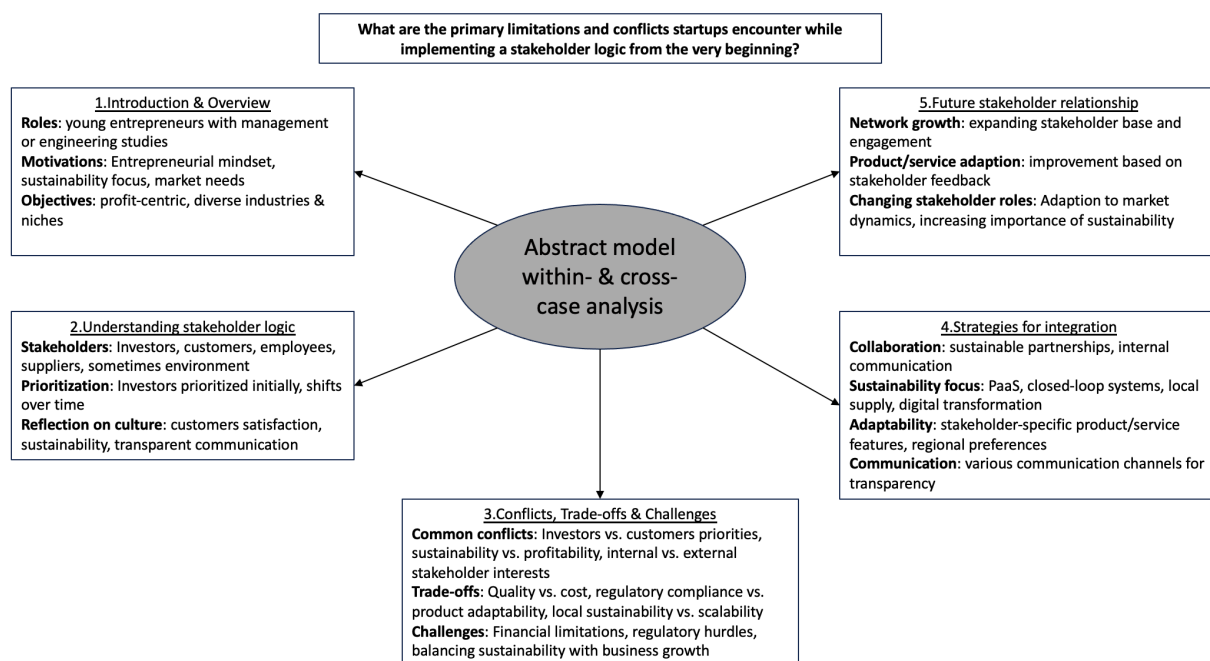 What are the primary limitations and conflicts startups encounter while
implementing a stakeholder logic from the very beginning?
1.Introduction & Overview
Roles: young entrepreneurs with management
or engineering studies
Motivations: Entrepreneurial mindset,
sustainability focus, market needs
Objectives: profit-centric, diverse industries &
niches
2.Understanding stakeholder logic
Stakeholders: Investors, customers, employees,
suppliers, sometimes environment
Prioritization: Investors prioritized initially, shifts
over time
Reflection on culture: customers satisfaction,
sustainability, transparent communication
Abstract model
within- & cross-
case analysis
3.Conflicts, Trade-offs & Challenges
Common conflicts: Investors vs. customers priorities,
sustainability vs. profitability, internal vs. external
stakeholder interests
Trade-offs: Quality vs. cost, regulatory compliance vs.
product adaptability, local sustainability vs. scalability
Challenges: Financial limitations, regulatory hurdles,
balancing sustainability with business growth
5.Future stakeholder relationship
Network growth: expanding stakeholder base and
engagement
Product/service adaption: improvement based on
stakeholder feedback
Changing stakeholder roles: Adaption to market
dynamics, increasing importance of sustainability
4.Strategies for integration
Collaboration: sustainable partnerships, internal
communication
Sustainability focus: PaaS, closed-loop systems, local
supply, digital transformation
Adaptability: stakeholder-specific product/service
features, regional preferences
Communication: various communication channels for
transparency